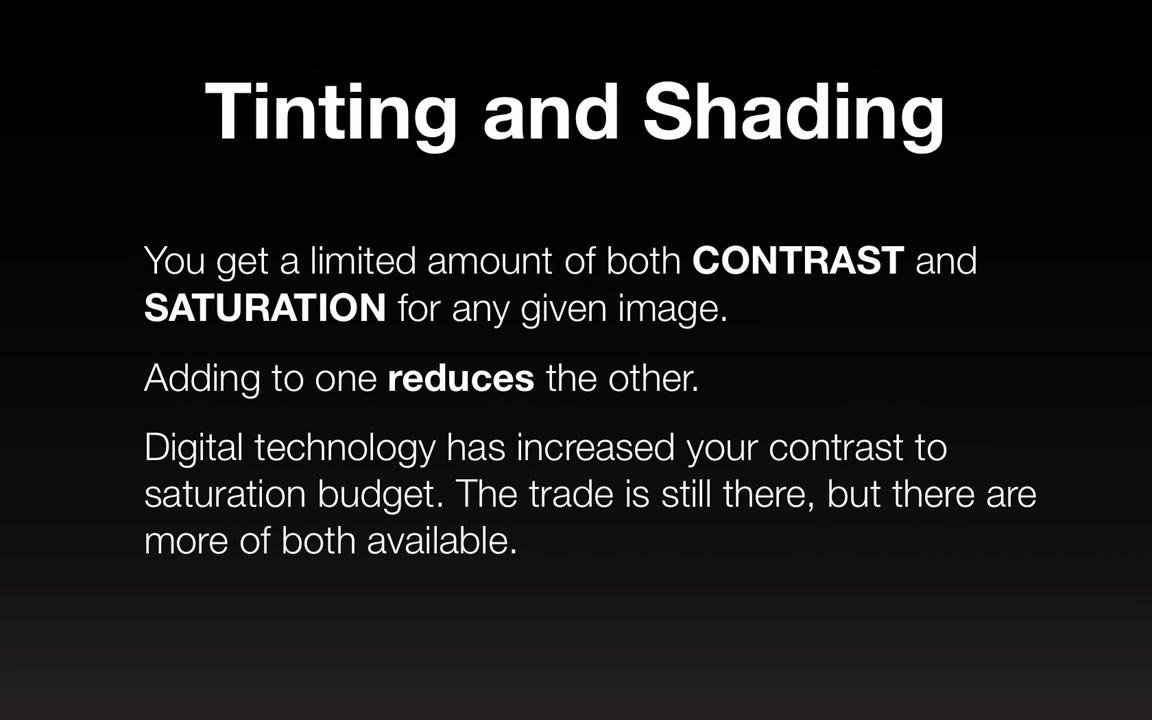 Tinting and Shading
You get a limited amount of both CONTRAST and
SATURATION for any given image.
Adding to one reduces the other.
Digital technology has increased your contrast to
saturation budget. The trade is still there, but there are
more of both available.